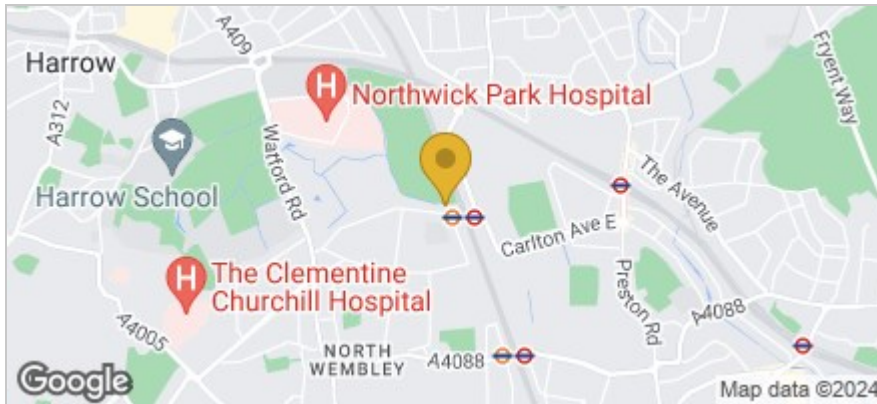 A409
Harrow
Fryent Way
A312
H
Northwick Park Hospital
Watford Rd
The Avenue
Harrow School
Carlton Ave E
H
The Clementine
Churchill Hospital
Preston Rd
A4088
A4005
NORTH
WEMBLEY
A4088
Google
Map data ©2024